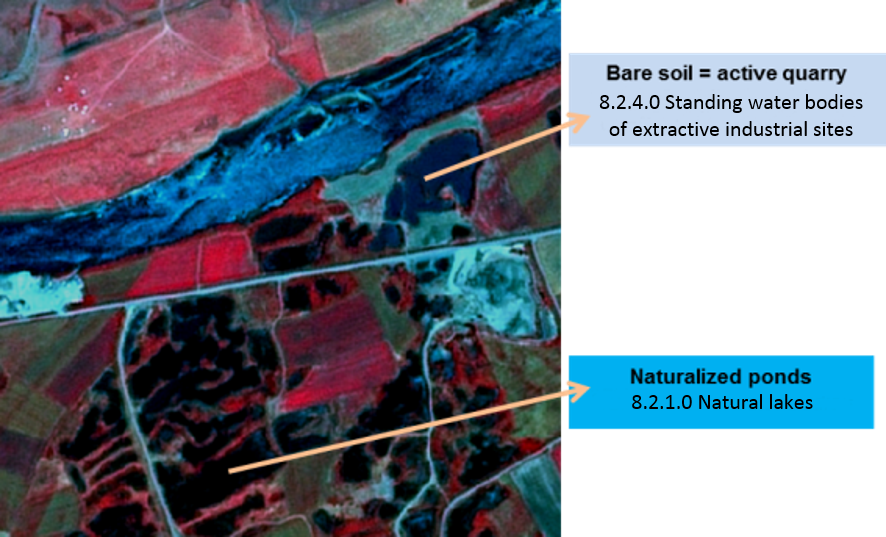 Bare soil = active quarry
8.2.4.0 Standing water bodies
of extractive industrial sites
Naturalized ponds
8.2.1.0 Natural lakes